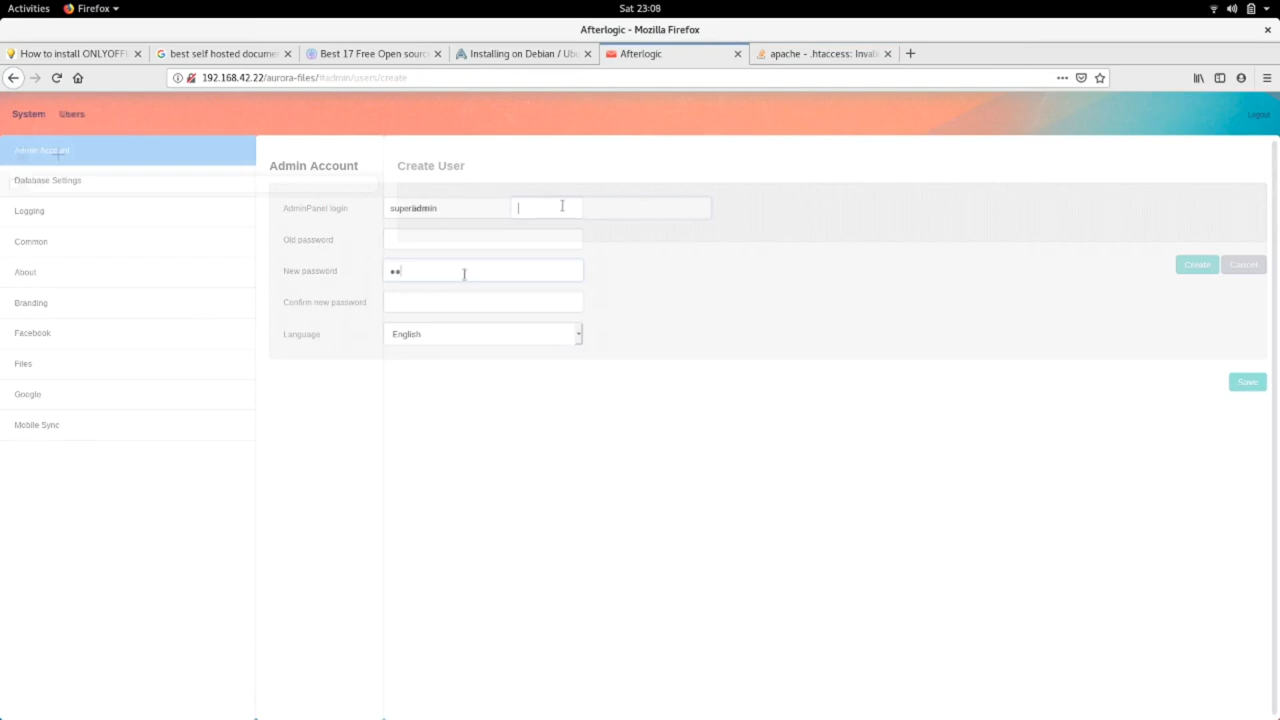 Activities Firefox Sat 23:08
Afterlogic - Mozilla Firefox
How to install ONLYOFFI best self hosted docume Best 17 Free Open sourc Installing on Debian / Ubu Afterlogic apache - .htaccess: Invali
192.168.42.22/aurora-files/#admin/users/create
System Users Logout
Admin Account
Database Settings
Logging
Common
About
Branding
Facebook
Files
Google
Mobile Sync
Admin Account
AdminPanel login superadmin
Old password
New password ••
Confirm new password
Language English
Save
Create User
Create Cancel